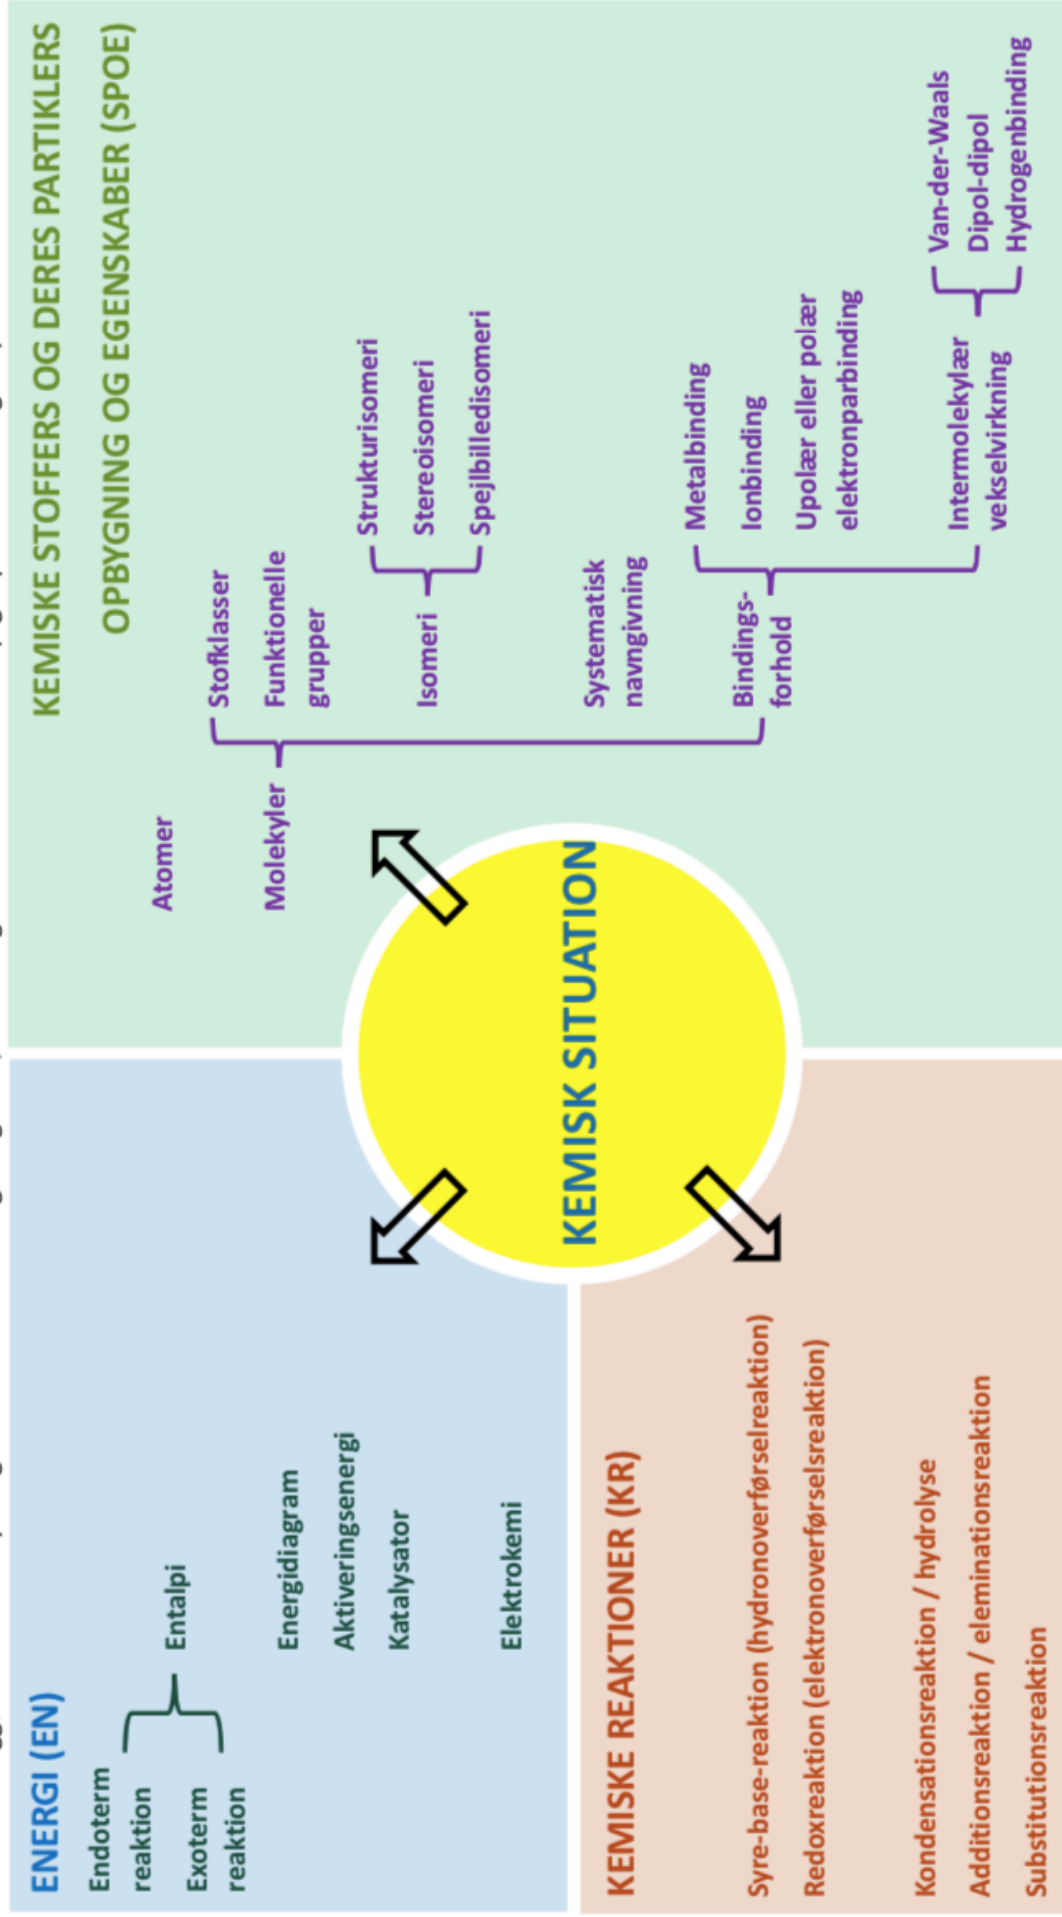 ENERGI (EN)
Endoterm
reaktion
Exoterm
reaktion
Entalpi
Energidiagram
Aktiveringsenergi
Katalysator
Elektrokemi
KEMISKE STOFFERS OG DERES PARTIKLERS
OPBYGNING OG EGENSKABER (SPOE)
Atomer
Molekyler
Stofklasser
Funktionelle
grupper
Isomeri
Strukturisomeri
Stereoisomeri
Spejlbilledisomeri
Systematisk
navngivning
Bindings-
forhold
Metalbinding
Ionbinding
Upolær eller polær
elektronparbinding
Intermolekylær
vekselvirkning
Van-der-Waals
Dipol-dipol
Hydrogenbinding
KEMISK SITUATION
KEMISKE REAKTIONER (KR)
Syre-base-reaktion (hydronoverførselreaktion)
Redoxreaktion (elektronoverførselsreaktion)
Kondensationsreaktion / hydrolyse
Additionsreaktion / eleminationsreaktion
Substitutionsreaktion